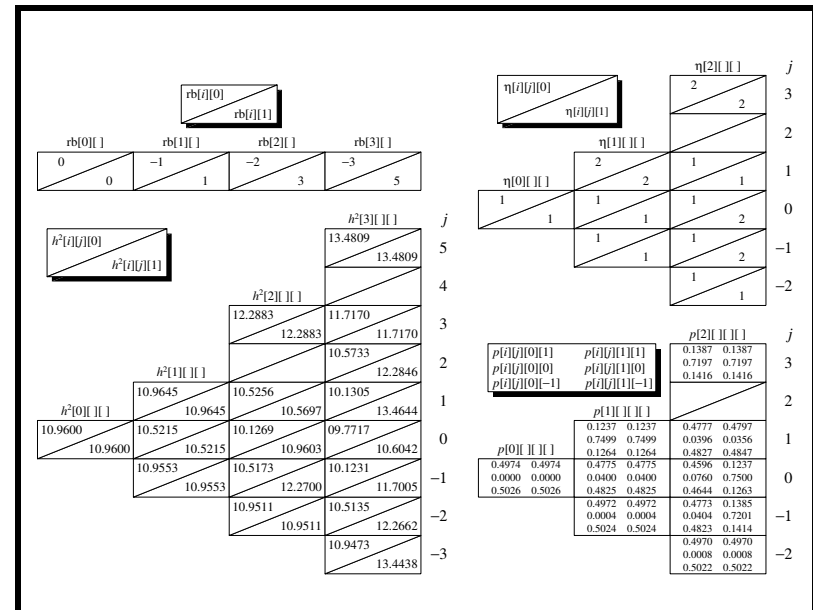 rb[i][0]
rb[i][1]
rb[0][ ] rb[1][ ] rb[2][ ] rb[3][ ]
0 −1 −2 −3
0 1 3 5
h²[i][j][0]
h²[i][j][1]
h²[3][ ][ ] j
13.4809
13.4809 5
4
h²[2][ ][ ]
12.2883 11.7170
12.2883 11.7170 3
h²[1][ ][ ]
10.5733
12.2846 2
h²[0][ ][ ]
10.9645 10.5256 10.1305
10.9645 10.5697 13.4644 1
10.9600 10.5215 10.1269 09.7717
10.9600 10.5215 10.9603 10.6042 0
10.9553 10.5173 10.1231
10.9553 12.2700 11.7005 −1
10.9511 10.5135
10.9511 12.2662 −2
10.9473
13.4438 −3
η[i][j][0]
η[i][j][1]
η[2][ ][ ] j
2
2 3
2
η[1][ ][ ]
2 1
2 1 1
η[0][ ][ ]
1 1 1
1 1 2 0
1 1
1 2 −1
1
1 −2
p[i][j][0][1] p[i][j][1][1]
p[i][j][0][0] p[i][j][1][0]
p[i][j][0][−1] p[i][j][1][−1]
p[2][ ][ ][ ] j
0.1387 0.1387
0.7197 0.7197 3
0.1416 0.1416
2
p[1][ ][ ][ ]
0.1237 0.1237 0.4777 0.4797
0.7499 0.7499 0.0396 0.0356 1
0.1264 0.1264 0.4827 0.4847
p[0][ ][ ][ ]
0.4974 0.4974 0.4775 0.4775 0.4596 0.1237
0.0000 0.0000 0.0400 0.0400 0.0760 0.7500 0
0.5026 0.5026 0.4825 0.4825 0.4644 0.1263
0.4972 0.4972 0.4773 0.1385
0.0004 0.0004 0.0404 0.7201 −1
0.5024 0.5024 0.4823 0.1414
0.4970 0.4970
0.0008 0.0008 −2
0.5022 0.5022